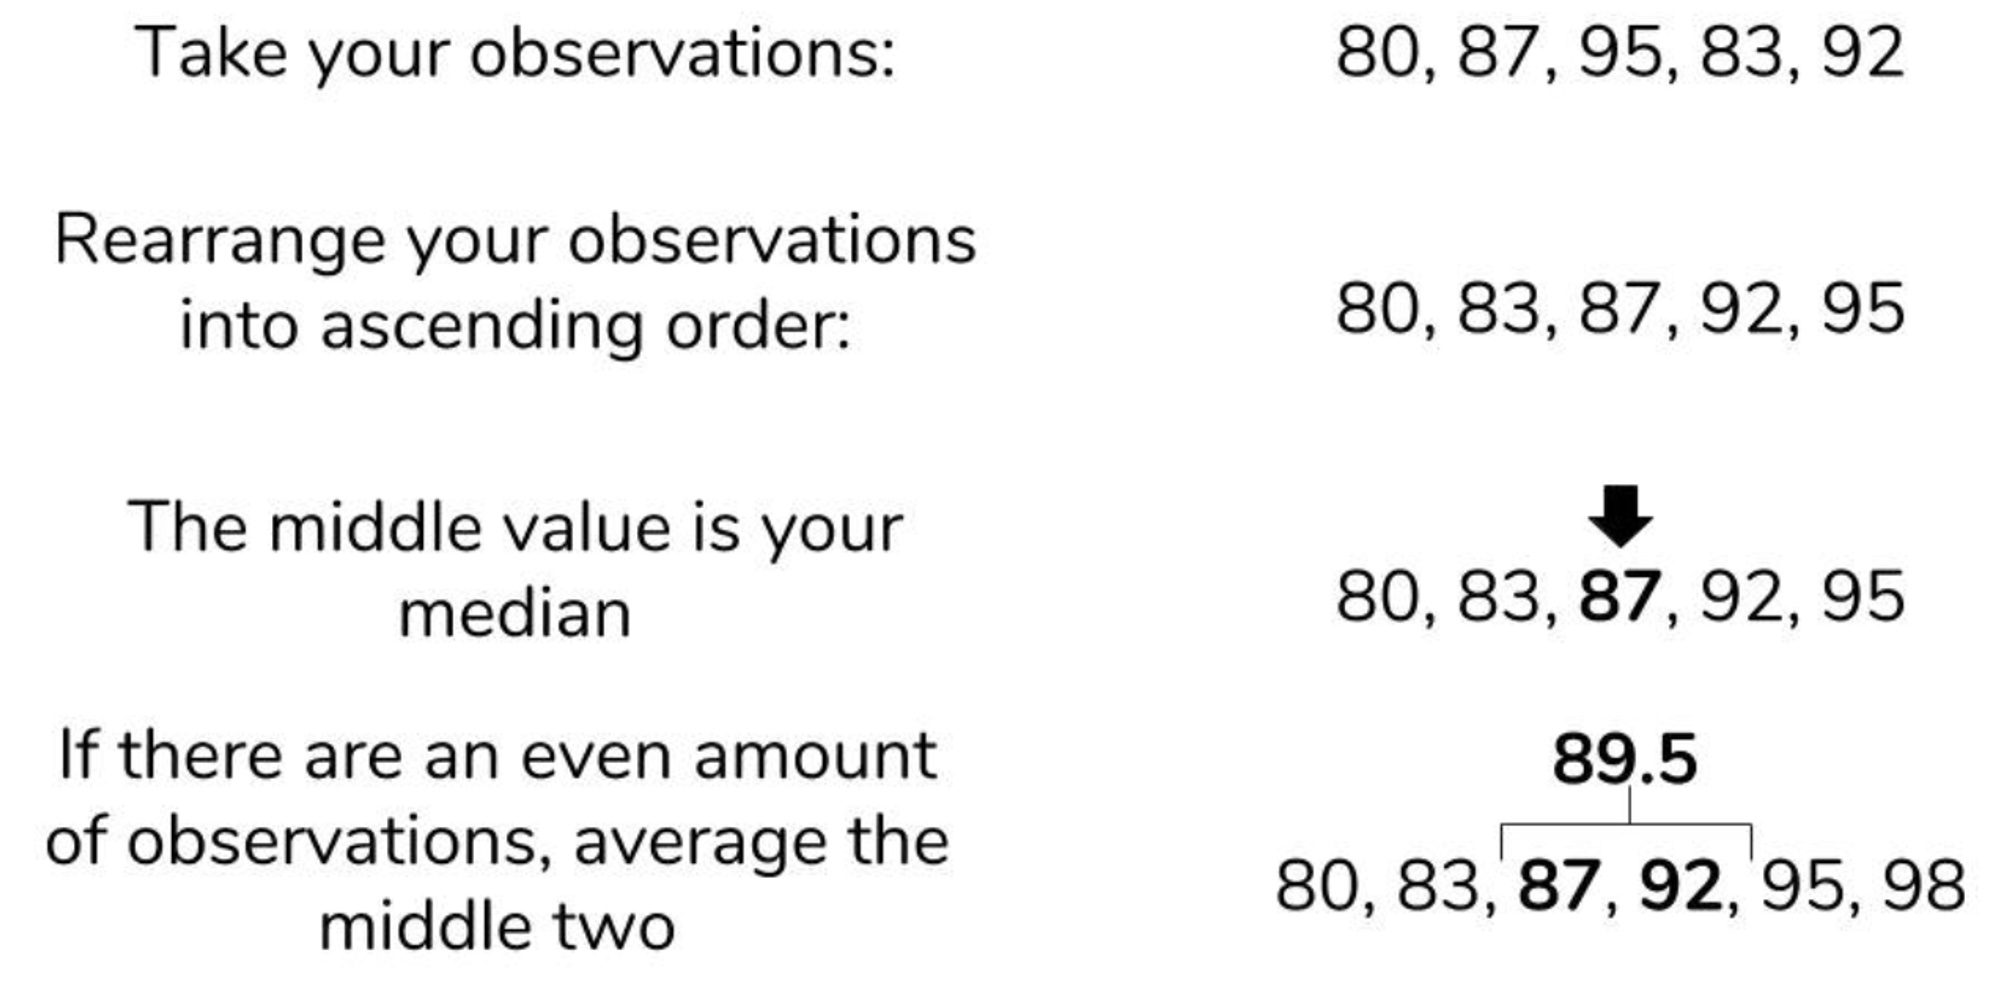 Take your observations:
80, 87, 95, 83, 92
Rearrange your observations
into ascending order:
80, 83, 87, 92, 95
The middle value is your
median
80, 83, 87, 92, 95
If there are an even amount
of observations, average the
middle two
89.5
80, 83, 87, 92, 95, 98